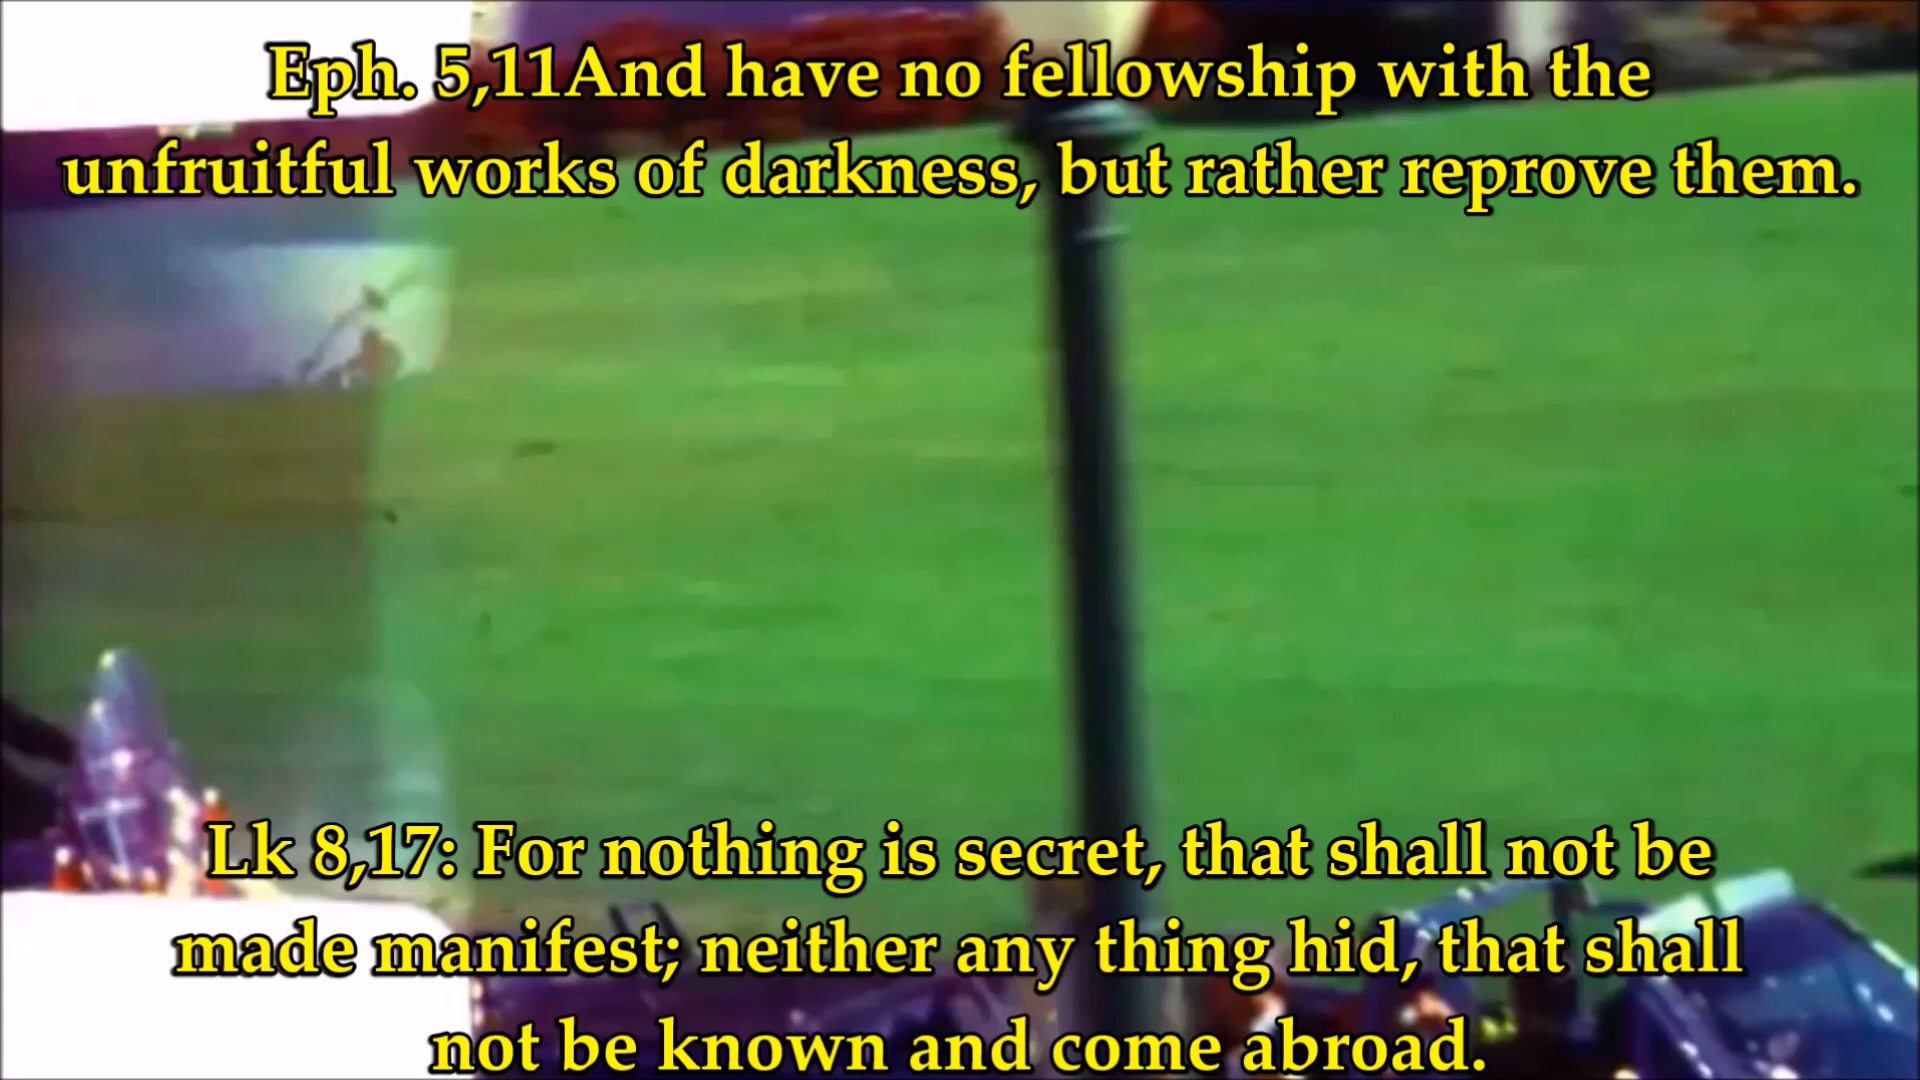 Eph. 5,11And have no fellowship with the
unfruitful works of darkness, but rather reprove them.
Lk 8,17: For nothing is secret, that shall not be
made manifest; neither any thing hid, that shall
not be known and come abroad.